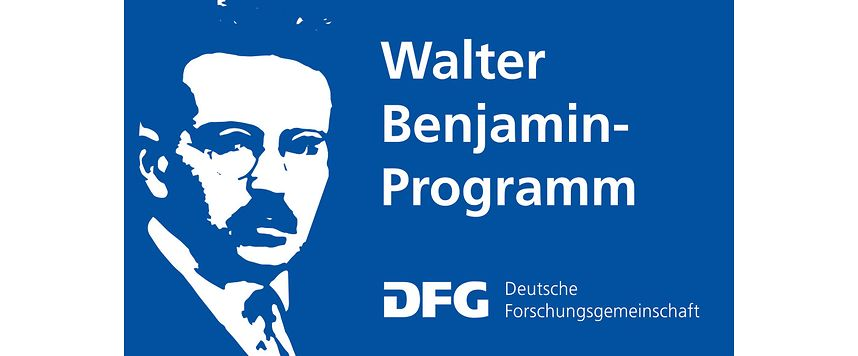 Walter
Benjamin-
Programm
DFG Deutsche
Forschungsgemeinschaft